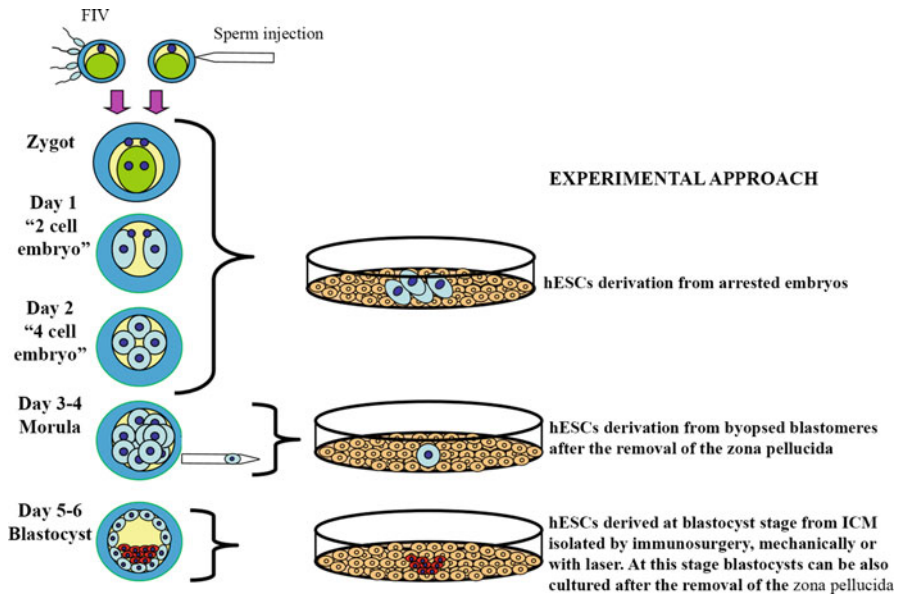 FIV
Sperm injection
Zygot
Day 1
“2 cell
embryo”
Day 2
“4 cell
embryo”
Day 3-4
Morula
Day 5-6
Blastocyst
EXPERIMENTAL APPROACH
hESCs derivation from arrested embryos
hESCs derivation from byopsed blastomeres
after the removal of the zona pellucida
hESCs derived at blastocyst stage from ICM
isolated by immunosurgery, mechanically or
with laser. At this stage blastocysts can be also
cultured after the removal of the zona pellucida